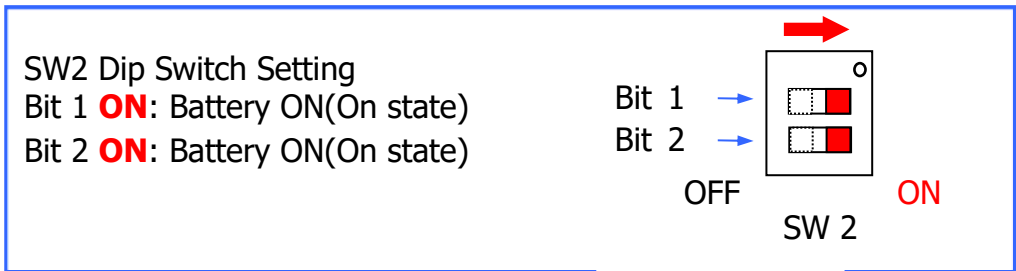 SW2 Dip Switch Setting
Bit 1 ON: Battery ON(On state)
Bit 2 ON: Battery ON(On state)
Bit 1
Bit 2
OFF
ON
SW 2